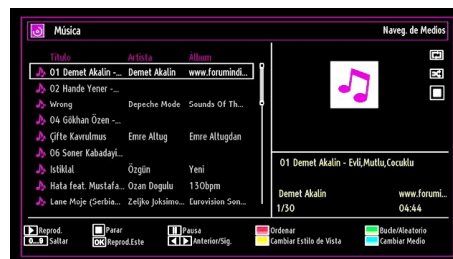 Música
Naveg. de Medios
Título Artista Álbum
01 Demet Akalin -... Demet Akalin www.forumindi...
02 Hande Yener -...
Wrong Depeche Mode Sounds Of Th...
04 Gökhan Özen -...
Çifte Kavrulmus Emre Altug Emre Altugdan
06 Soner Kabadayi...
Istiklal Özgün Yeni
Hata feat. Mustafa... Ozan Dogulu 130bpm
Lane Moje (Serbia... Zeljko Joksimo... Eurovision Son...
01 Demet Akalin - Evli,Mutlu,Cocuklu
Demet Akalin www.forumi...
1/30 04:44
Reprod. Parar Pausa Ordenar Bude/Aleatorio
0...9 Saltar OK Reprod.Este Anterior/Sig. Cambiar Estilo de Vista Cambiar Medio